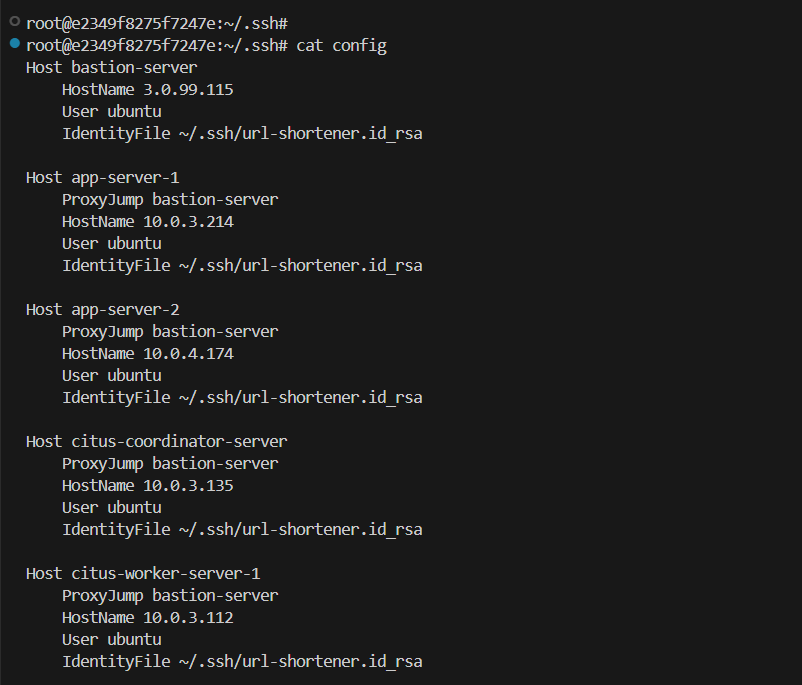 root@e2349f8275f7247e:~/.ssh#
root@e2349f8275f7247e:~/.ssh# cat config
Host bastion-server
    HostName 3.0.99.115
    User ubuntu
    IdentityFile ~/.ssh/url-shortener.id_rsa

Host app-server-1
    ProxyJump bastion-server
    HostName 10.0.3.214
    User ubuntu
    IdentityFile ~/.ssh/url-shortener.id_rsa

Host app-server-2
    ProxyJump bastion-server
    HostName 10.0.4.174
    User ubuntu
    IdentityFile ~/.ssh/url-shortener.id_rsa

Host citus-coordinator-server
    ProxyJump bastion-server
    HostName 10.0.3.135
    User ubuntu
    IdentityFile ~/.ssh/url-shortener.id_rsa

Host citus-worker-server-1
    ProxyJump bastion-server
    HostName 10.0.3.112
    User ubuntu
    IdentityFile ~/.ssh/url-shortener.id_rsa